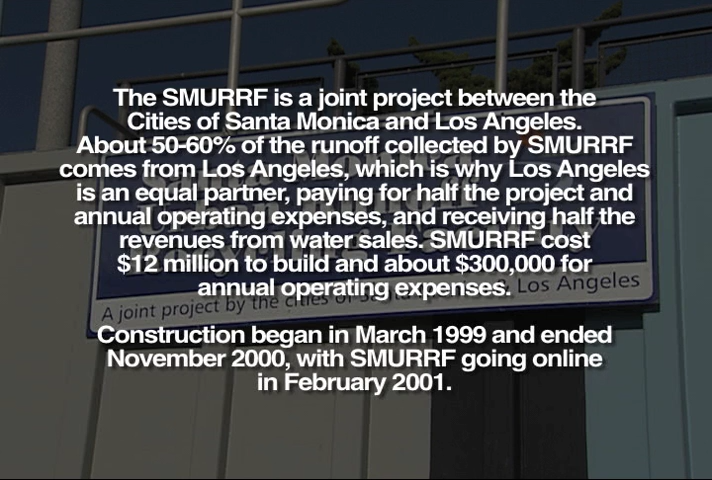 The SMURRF is a joint project between the
Cities of Santa Monica and Los Angeles.
About 50-60% of the runoff collected by SMURRF
comes from Los Angeles, which is why Los Angeles
is an equal partner, paying for half the project and
annual operating expenses, and receiving half the
revenues from water sales. SMURRF cost
$12 million to build and about $300,000 for
annual operating expenses.
A joint project by the cities of Los Angeles
Construction began in March 1999 and ended
November 2000, with SMURRF going online
in February 2001.